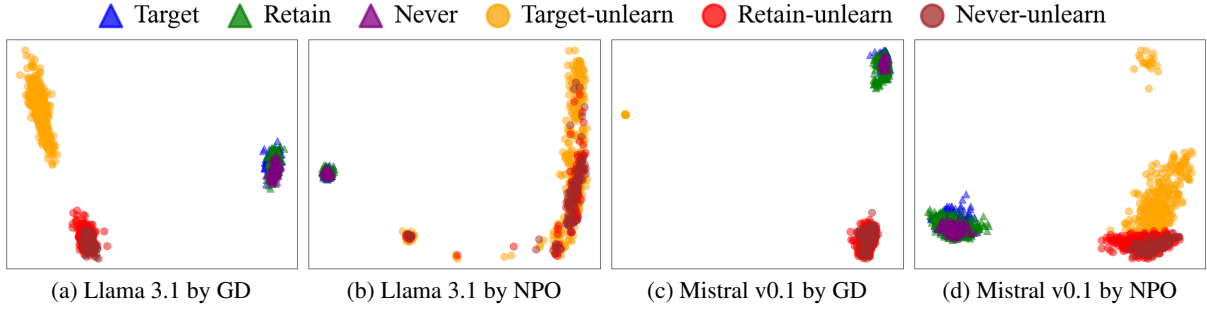 Target Retain Never Target-unlearn Retain-unlearn Never-unlearn
(a) Llama 3.1 by GD (b) Llama 3.1 by NPO (c) Mistral v0.1 by GD (d) Mistral v0.1 by NPO